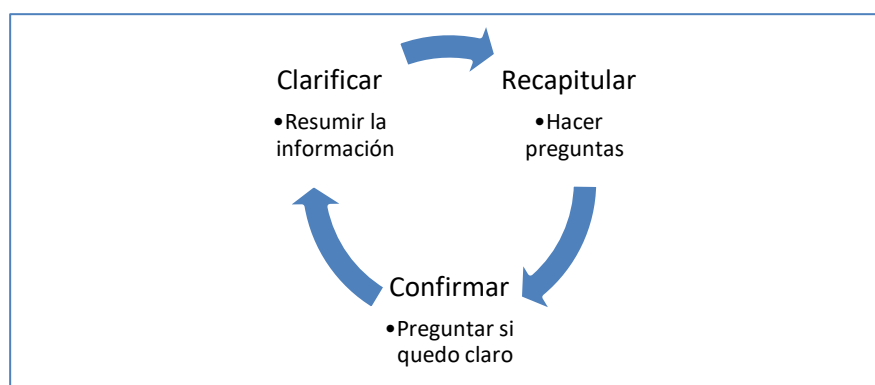 Clarificar
•Resumir la
información
Recapitular
•Hacer
preguntas
Confirmar
•Preguntar si
quedo claro